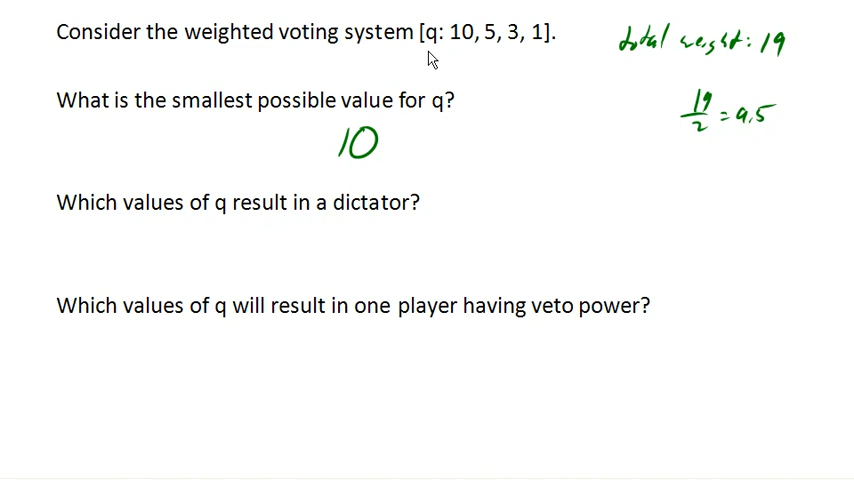 Consider the weighted voting system [q: 10, 5, 3, 1].
total weight: 19
What is the smallest possible value for q?
19/2 = 9.5
10
Which values of q result in a dictator?
Which values of q will result in one player having veto power?